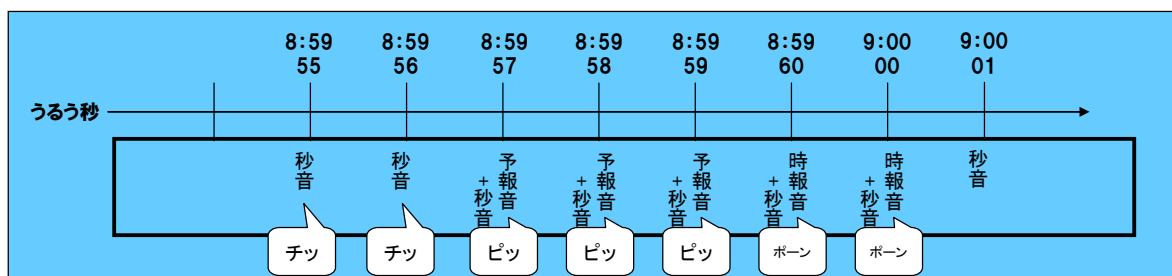 8:59 8:59 8:59 8:59 8:59 8:59 9:00 9:00
55 56 57 58 59 60 00 01
うるう秒
秒音
秒音
予報音
+秒音
予報音
+秒音
予報音
+秒音
時報音
+秒音
時報音
+秒音
秒音
チッ チッ ピッ ピッ ピッ ポーン ポーン